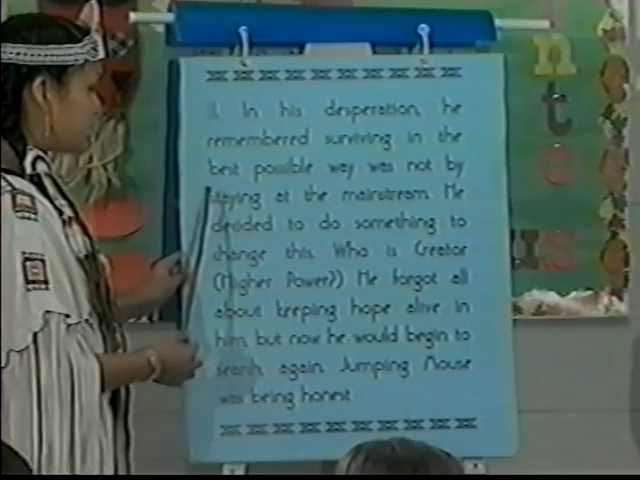 11. In his desperation, he
remembered surviving in the
best possible way was not by
staying at the mainstream. He
decided to do something to
change this. Who is Creator
(Higher Power?) He forgot all
about keeping hope alive in
him, but now he would begin to
search again. Jumping Mouse
was being honest.
n
t
o
us